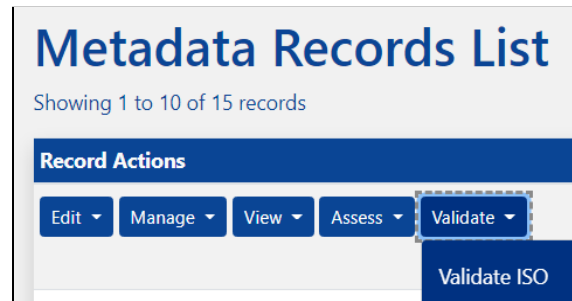 Metadata Records List
Showing 1 to 10 of 15 records
Record Actions
Edit Manage View Assess Validate
Validate ISO